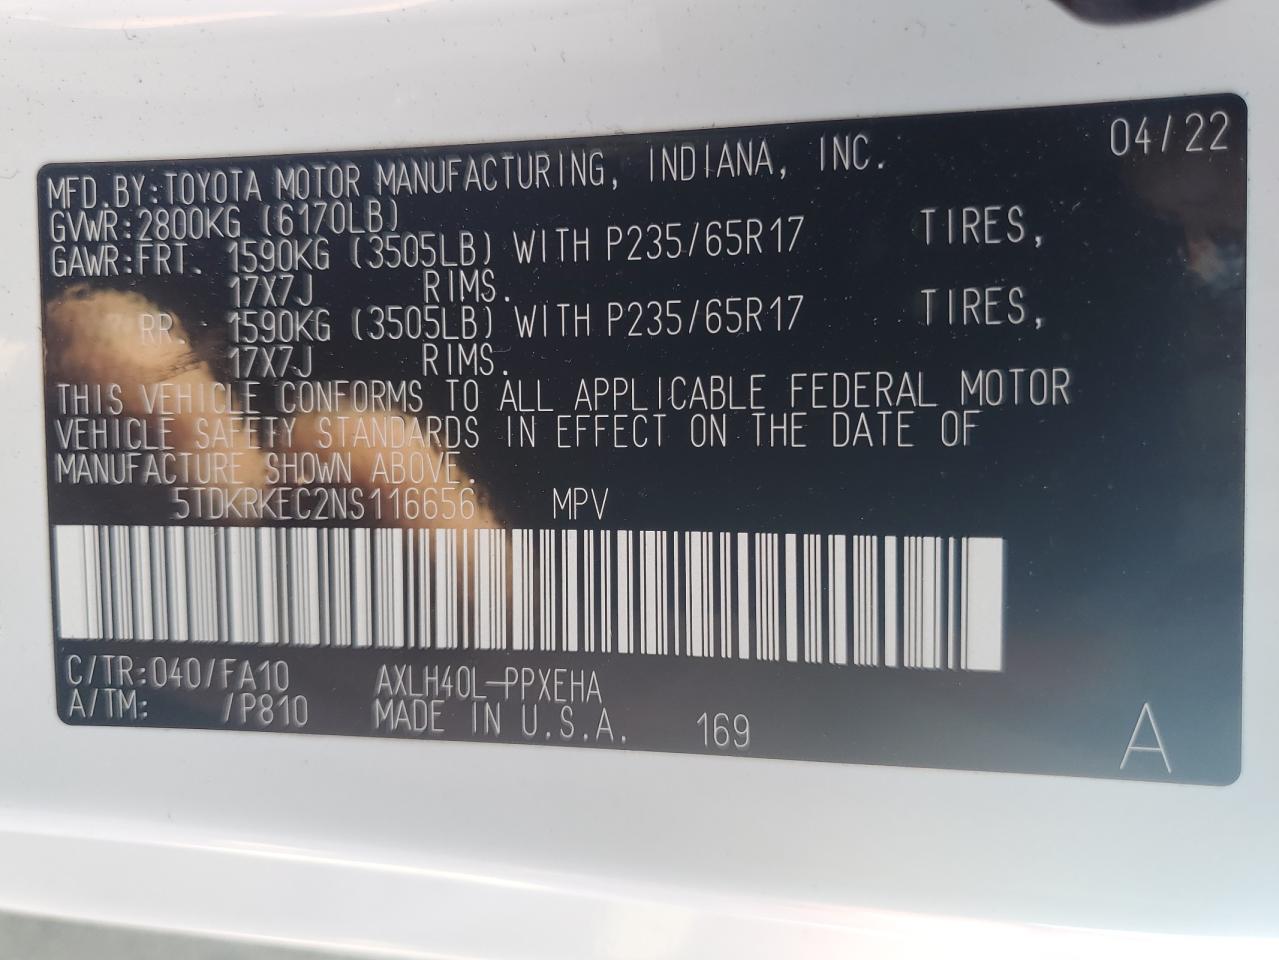 04/22
MFD.BY:TOYOTA MOTOR MANUFACTURING, INDIANA, INC.
GVWR:2800KG (6170LB)
GAWR:FRT. 1590KG (3505LB) WITH P235/65R17 TIRES,
17X7J RIMS.
RR. 1590KG (3505LB) WITH P235/65R17 TIRES,
17X7J RIMS.
THIS VEHICLE CONFORMS TO ALL APPLICABLE FEDERAL MOTOR
VEHICLE SAFETY STANDARDS IN EFFECT ON THE DATE OF
MANUFACTURE SHOWN ABOVE.
5TDKRKEC2NS116656 MPV
C/TR:040/FA10 AXLH40L-PPXEHA
A/TM: /P810 MADE IN U.S.A. 169
A